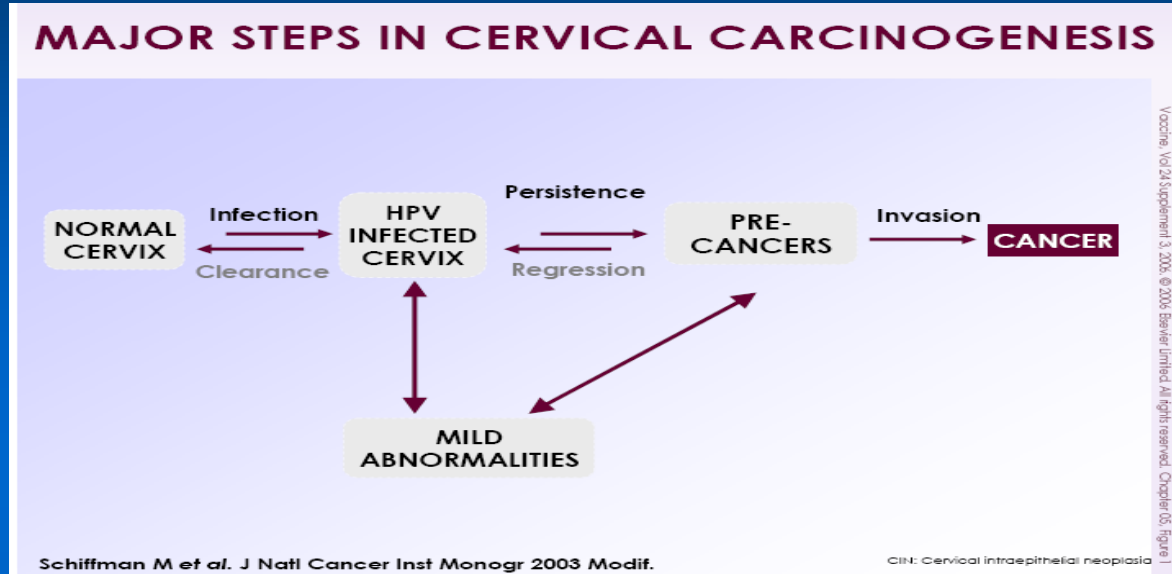 MAJOR STEPS IN CERVICAL CARCINOGENESIS
NORMAL
CERVIX
Infection
Clearance
HPV
INFECTED
CERVIX
Persistence
Regression
PRE-
CANCERS
Invasion
CANCER
MILD
ABNORMALITIES
Schiffman M et al. J Natl Cancer Inst Monogr 2003 Modif.
CIN: Cervical intraepithelial neoplasia
Vaccine, Vol 24 Supplement 3, 2006. © 2006 Elsevier Limited. All rights reserved. Chapter 05, Figure 1